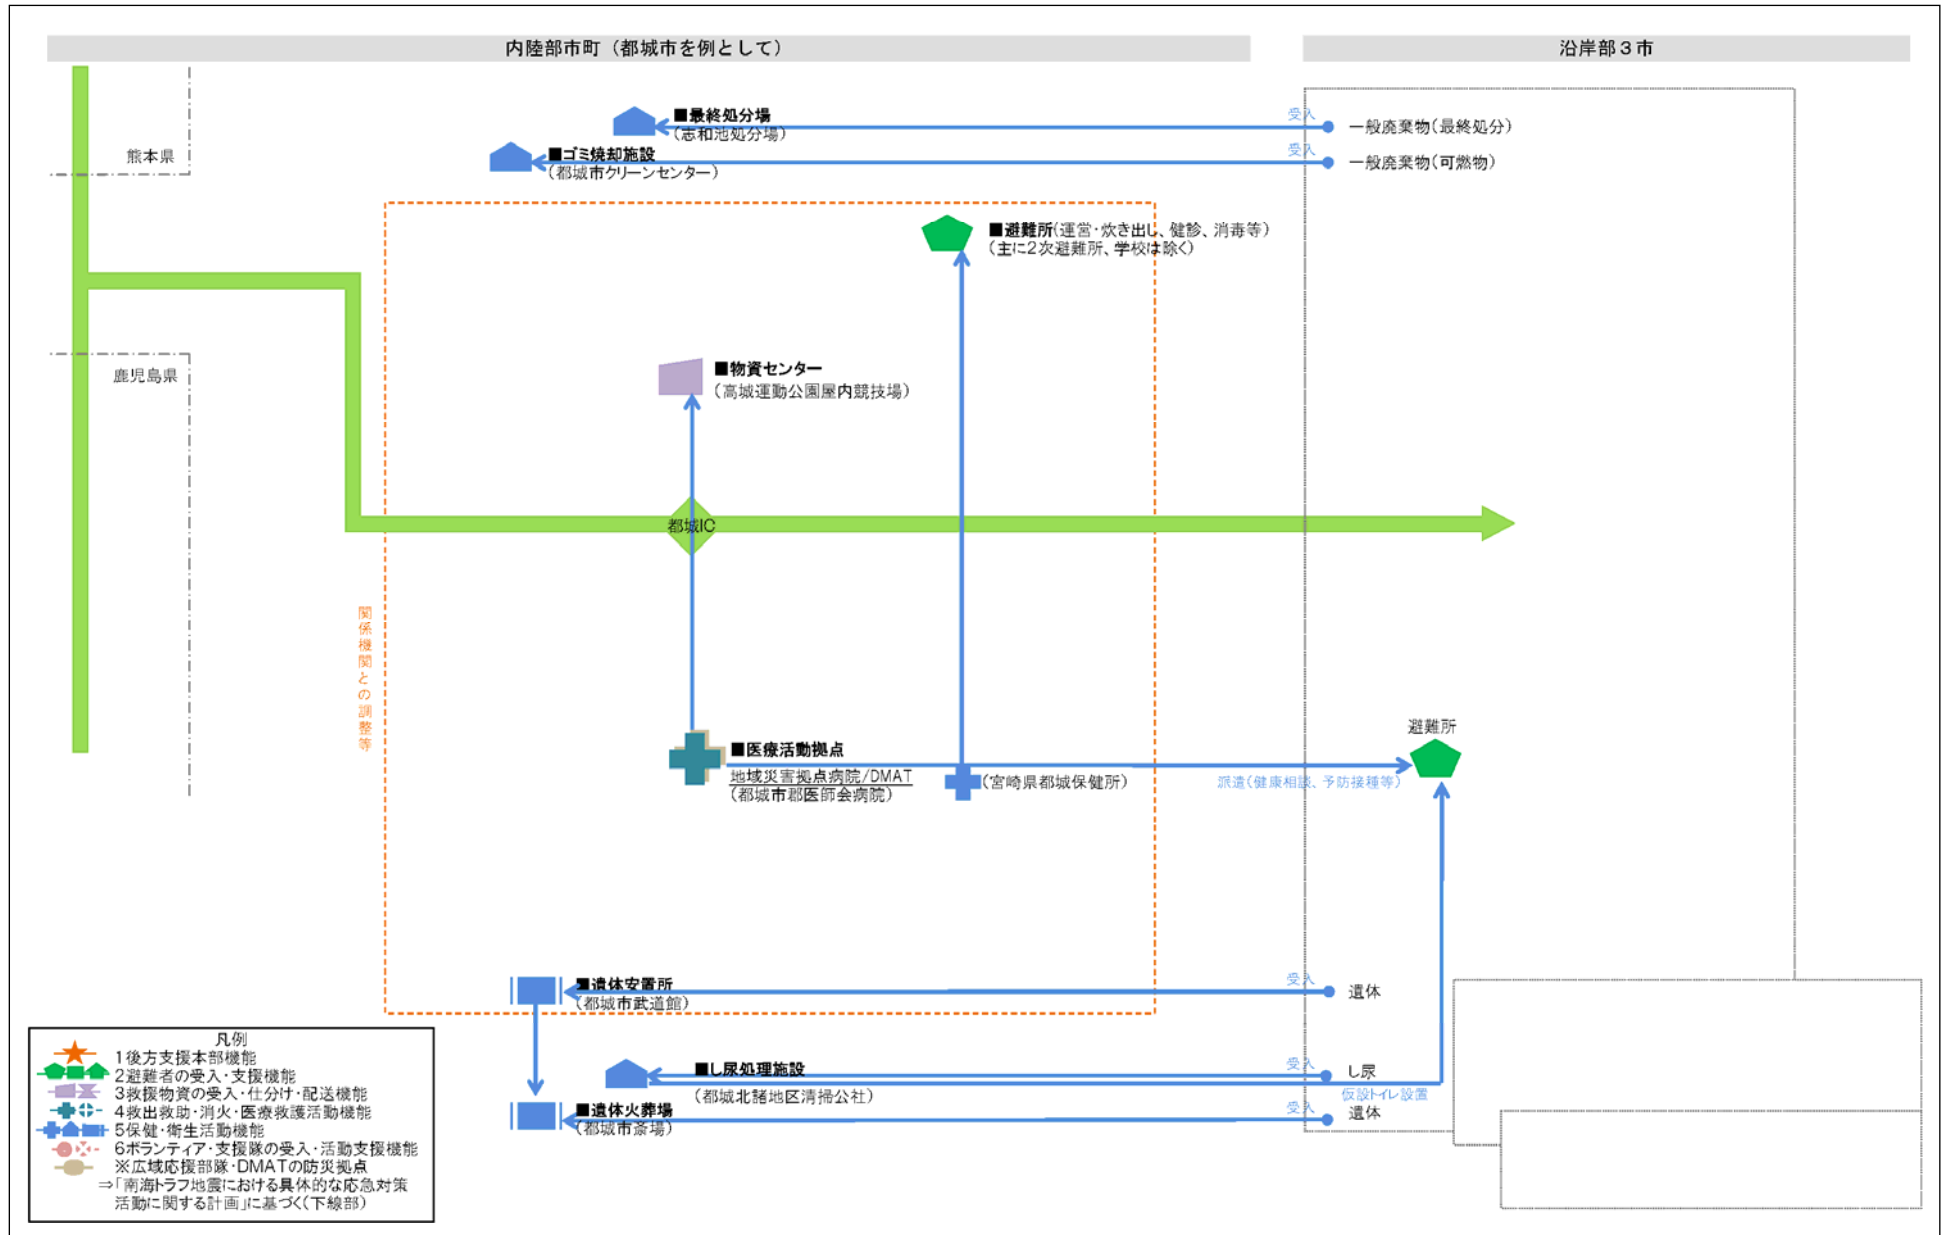 内陸部市町（都城市を例として）
沿岸部３市
■最終処分場
（志和池処分場）
受入
一般廃棄物（最終処分）
熊本県
■ゴミ焼却施設
（都城市クリーンセンター）
受入
一般廃棄物（可燃物）
■避難所（運営・炊き出し、健診、消毒等）
（主に2次避難所、学校は除く）
鹿児島県
■物資センター
（高城運動公園屋内競技場）
都城IC
関係機関との調整等
避難所
■医療活動拠点
地域災害拠点病院/DMAT
（都城市郡医師会病院）
（宮崎県都城保健所）
派遣（健康相談、予防接種等）
■遺体安置所
（都城市武道館）
受入
遺体
■し尿処理施設
（都城北諸地区清掃公社）
受入
し尿
仮設トイレ設置
■遺体火葬場
（都城市斎場）
受入
遺体
凡例
1後方支援本部機能
2避難者の受入・支援機能
3救援物資の受入・仕分け・配送機能
4救出救助・消火・医療救護活動機能
5保健・衛生活動機能
6ボランティア・支援隊の受入・活動支援機能
※広域応援部隊・DMATの防災拠点
⇒「南海トラフ地震における具体的な応急対策
活動に関する計画」に基づく（下線部）